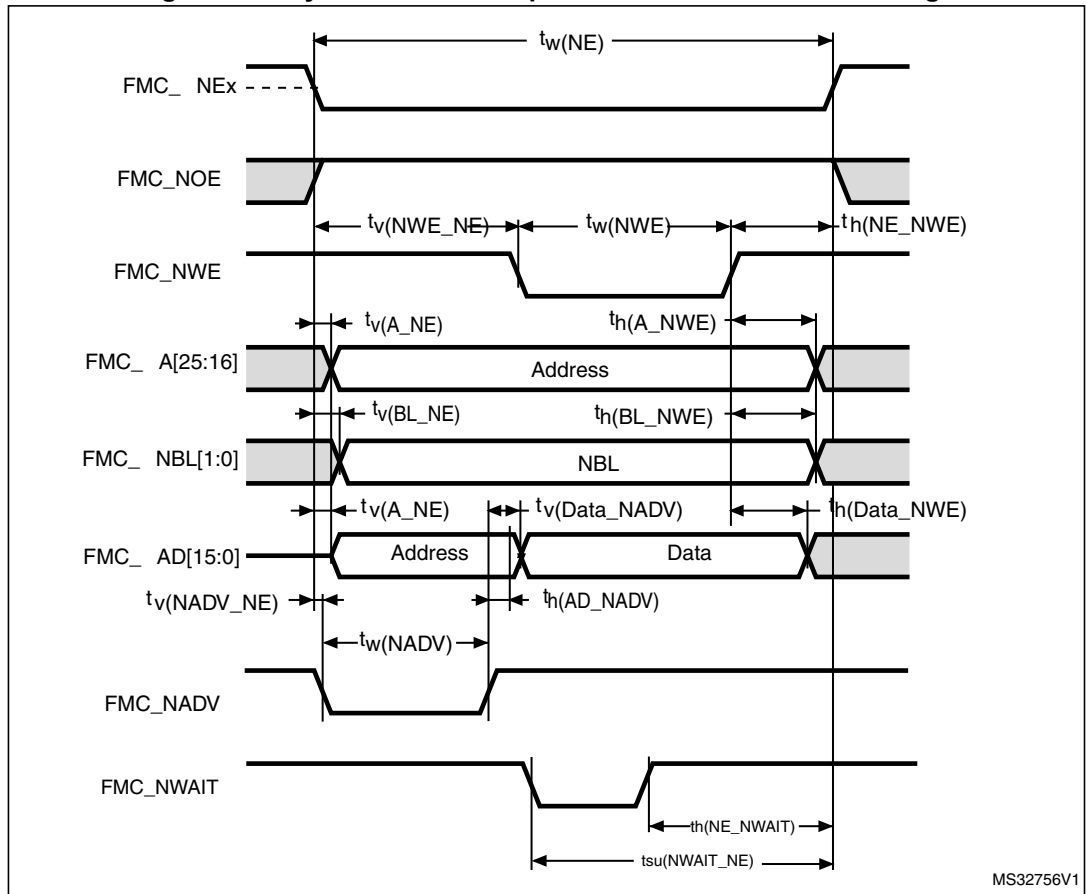 tw(NE)
FMC_ NEx
FMC_NOE
tv(NWE_NE)
tw(NWE)
th(NE_NWE)
FMC_NWE
tv(A_NE)
th(A_NWE)
FMC_ A[25:16]
Address
tv(BL_NE)
th(BL_NWE)
FMC_ NBL[1:0]
NBL
tv(A_NE)
tv(Data_NADV)
th(Data_NWE)
FMC_ AD[15:0]
Address
Data
tv(NADV_NE)
th(AD_NADV)
tw(NADV)
FMC_NADV
FMC_NWAIT
th(NE_NWAIT)
tsu(NWAIT_NE)
MS32756V1